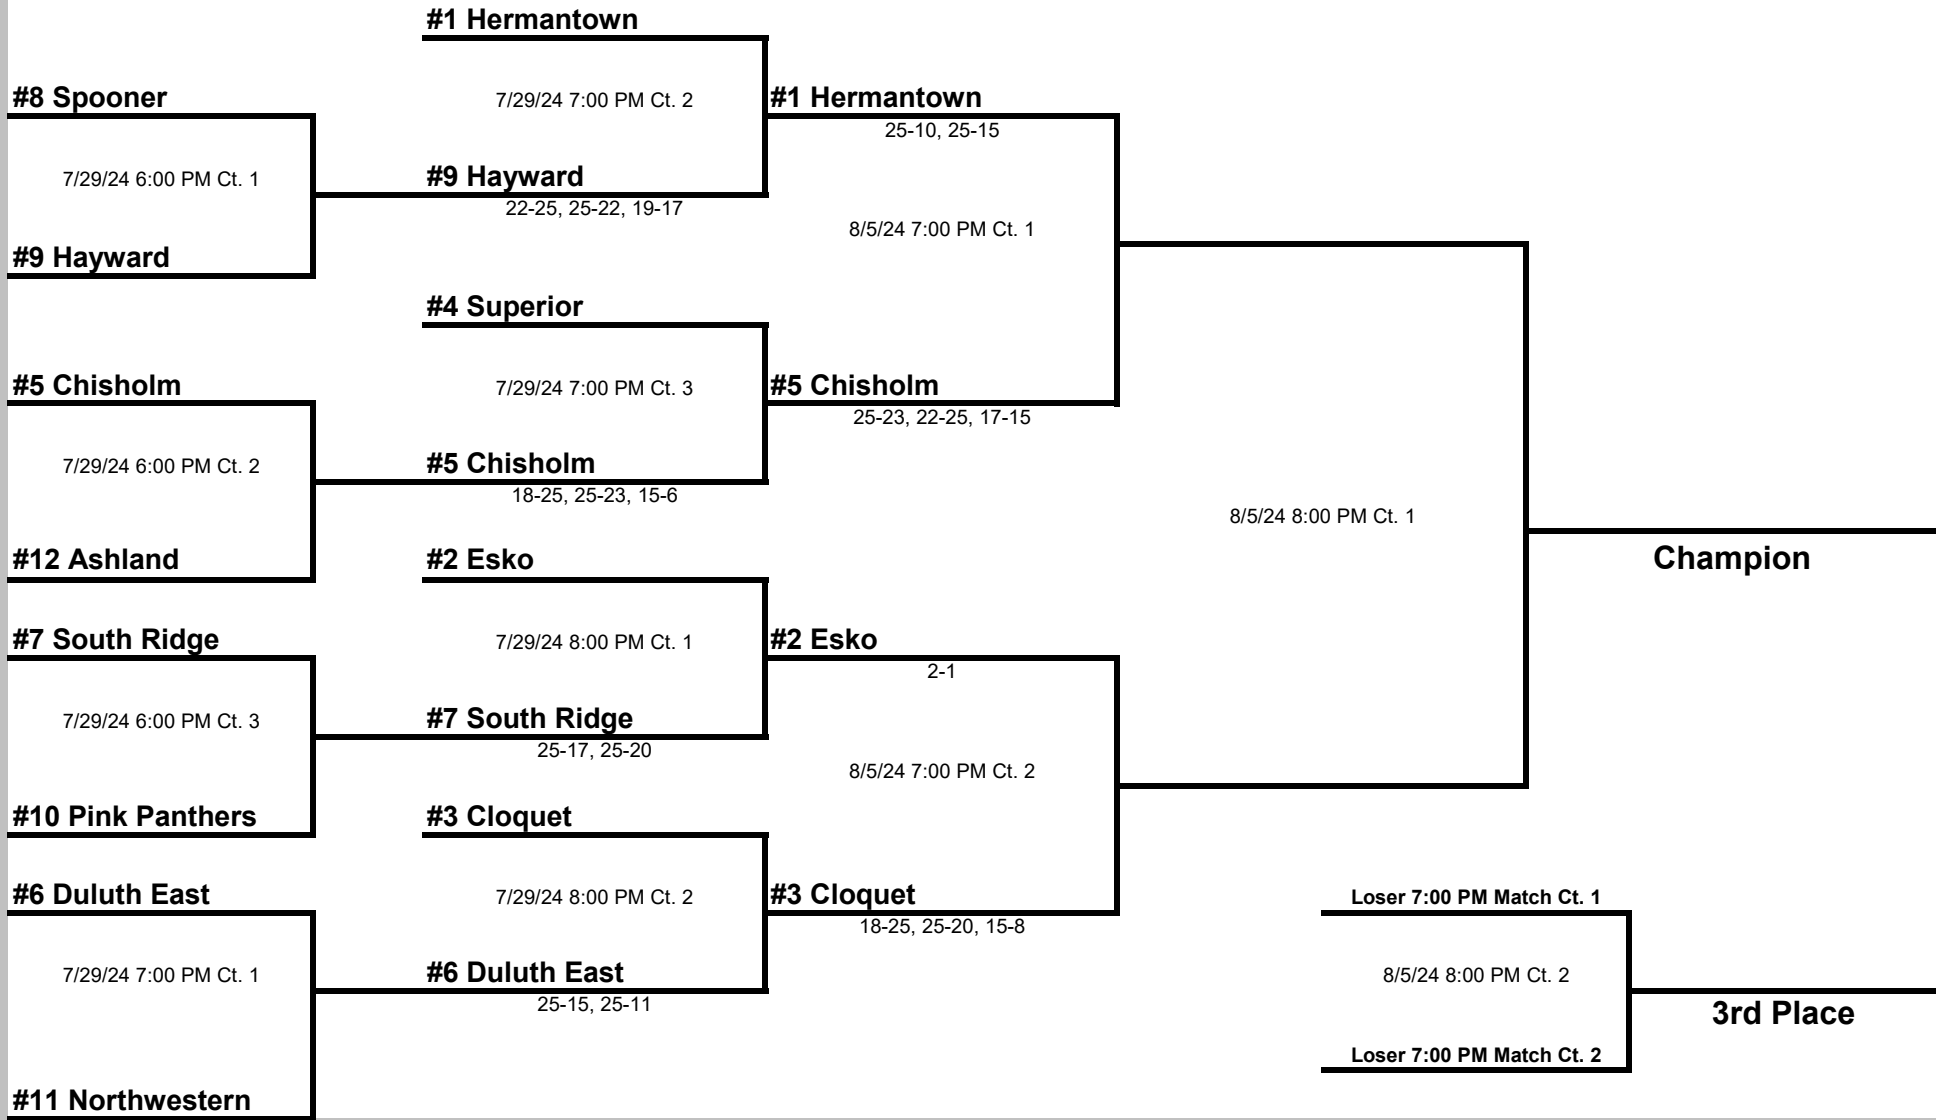 #1 Hermantown
#8 Spooner
7/29/24 7:00 PM Ct. 2
#1 Hermantown
25-10, 25-15
7/29/24 6:00 PM Ct. 1
#9 Hayward
22-25, 25-22, 19-17
8/5/24 7:00 PM Ct. 1
#9 Hayward
#4 Superior
#5 Chisholm
7/29/24 7:00 PM Ct. 3
#5 Chisholm
25-23, 22-25, 17-15
7/29/24 6:00 PM Ct. 2
#5 Chisholm
18-25, 25-23, 15-6
8/5/24 8:00 PM Ct. 1
#12 Ashland
#2 Esko
Champion
#7 South Ridge
7/29/24 8:00 PM Ct. 1
#2 Esko
2-1
7/29/24 6:00 PM Ct. 3
#7 South Ridge
25-17, 25-20
8/5/24 7:00 PM Ct. 2
#10 Pink Panthers
#3 Cloquet
#6 Duluth East
7/29/24 8:00 PM Ct. 2
#3 Cloquet
Loser 7:00 PM Match Ct. 1
18-25, 25-20, 15-8
7/29/24 7:00 PM Ct. 1
#6 Duluth East
8/5/24 8:00 PM Ct. 2
25-15, 25-11
3rd Place
Loser 7:00 PM Match Ct. 2
#11 Northwestern